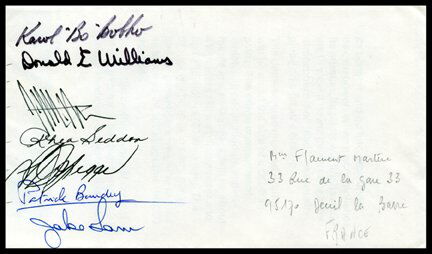 Karol "Bo" Bobko
Donald E Williams
Rhea Seddon
Patrick Baudry
Jake Garn
Flament Martine
33 Rue de la gare 33
95170 Deuil la Barre
FRANCE